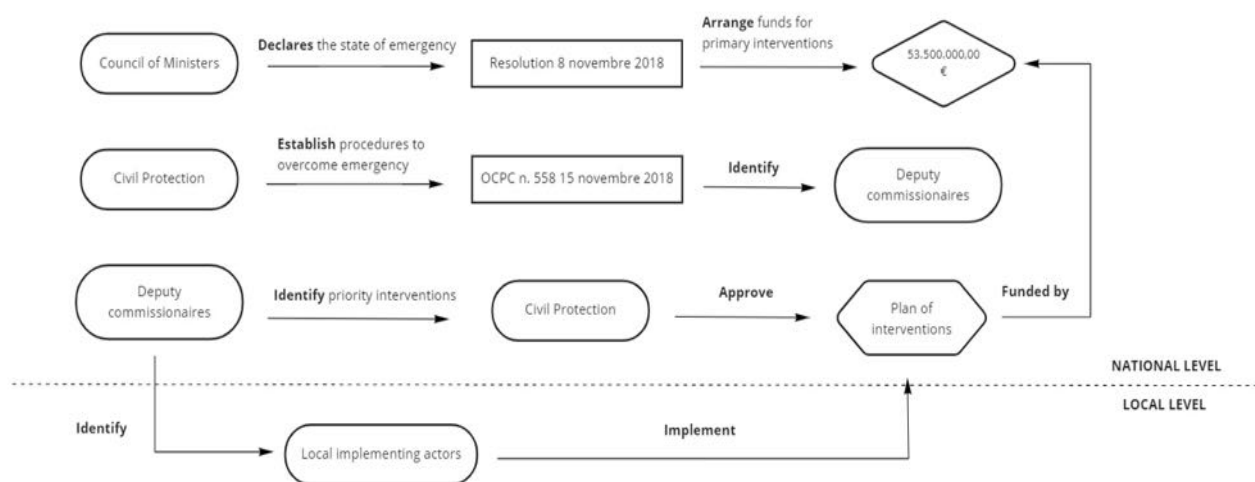 Council of Ministers
Declares the state of emergency
Resolution 8 novembre 2018
Arrange funds for
primary interventions
53.500.000,00
€
Civil Protection
Establish procedures to
overcome emergency
OCPC n. 558 15 novembre 2018
Identify
Deputy
commissionaires
Deputy
commissionaires
Identify priority interventions
Civil Protection
Approve
Plan of
interventions
Funded by
NATIONAL LEVEL
LOCAL LEVEL
Identify
Local implementing actors
Implement